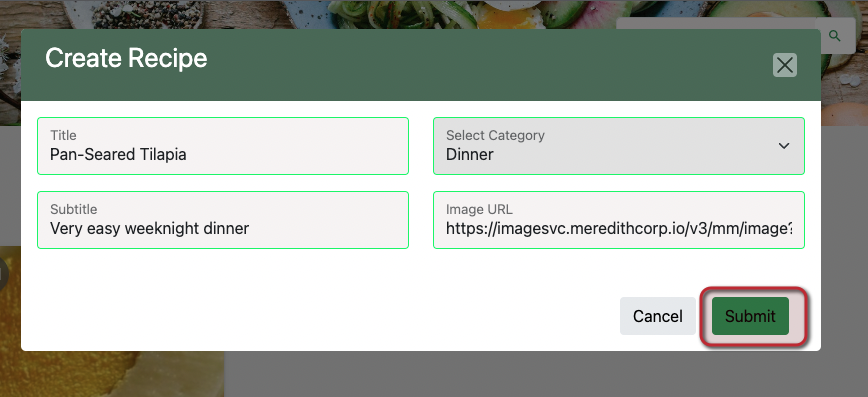 Create Recipe
Title
Pan-Seared Tilapia
Select Category
Dinner
Subtitle
Very easy weeknight dinner
Image URL
https://imagesvc.meredithcorp.io/v3/mm/image?
Cancel
Submit